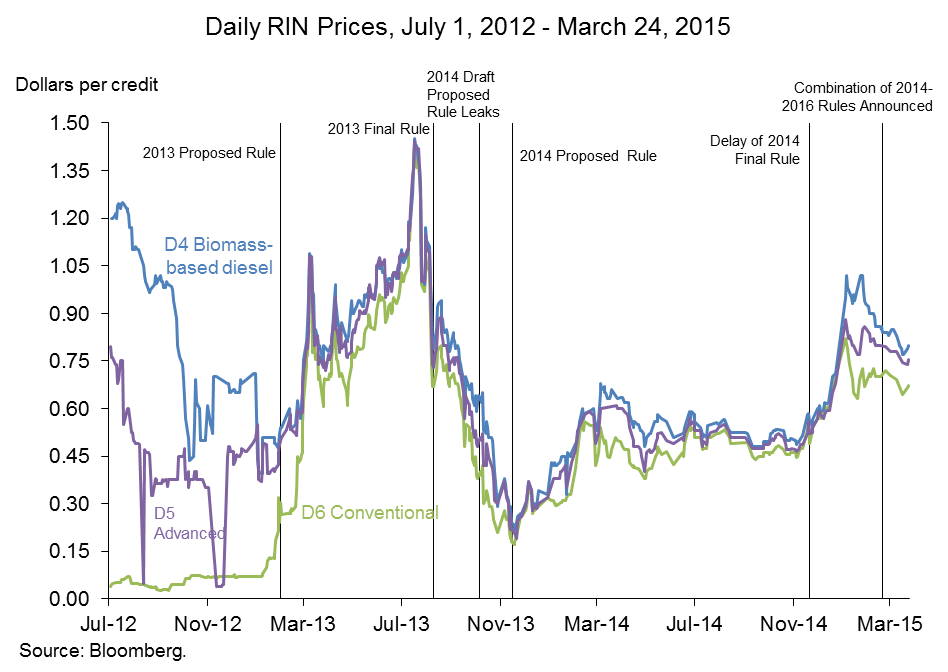 Daily RIN Prices, July 1, 2012 - March 24, 2015
Dollars per credit
2014 Draft
Proposed
Rule Leaks
Combination of 2014-
2016 Rules Announced
2013 Proposed Rule
2013 Final Rule
2014 Proposed Rule
Delay of 2014
Final Rule
1.50
1.35
1.20
1.05
0.90
0.75
0.60
0.45
0.30
0.15
0.00
D4 Biomass-
based diesel
D5
Advanced
D6 Conventional
Jul-12 Nov-12 Mar-13 Jul-13 Nov-13 Mar-14 Jul-14 Nov-14 Mar-15
Source: Bloomberg.